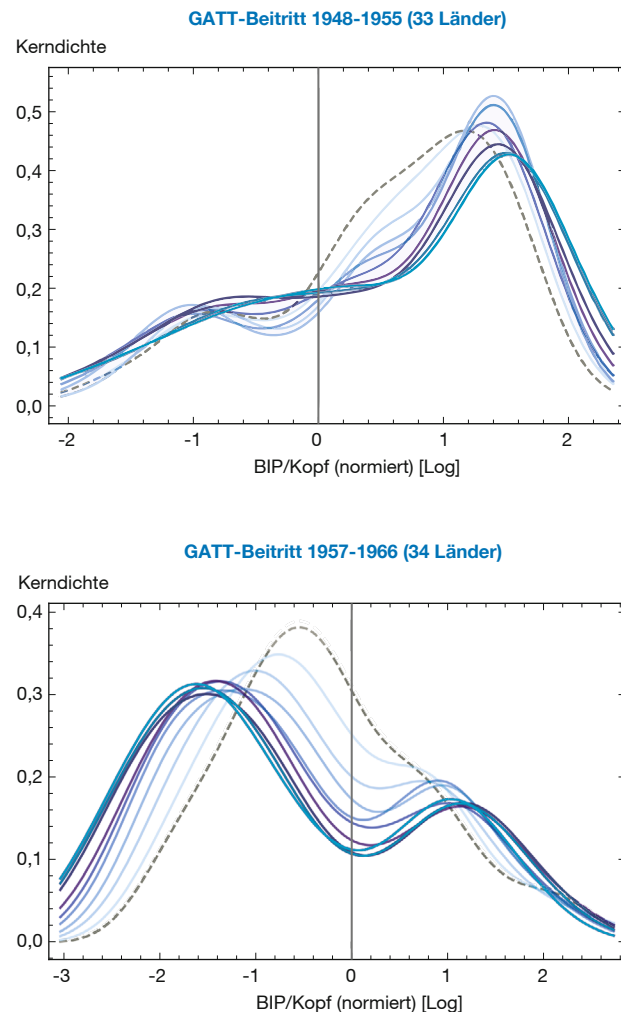 GATT-Beitritt 1948-1955 (33 Länder)
Kerndichte
0,5
0,4
0,3
0,2
0,1
0,0
-2 -1 0 1 2
BIP/Kopf (normiert) [Log]
GATT-Beitritt 1957-1966 (34 Länder)
Kerndichte
0,4
0,3
0,2
0,1
0,0
-3 -2 -1 0 1 2
BIP/Kopf (normiert) [Log]